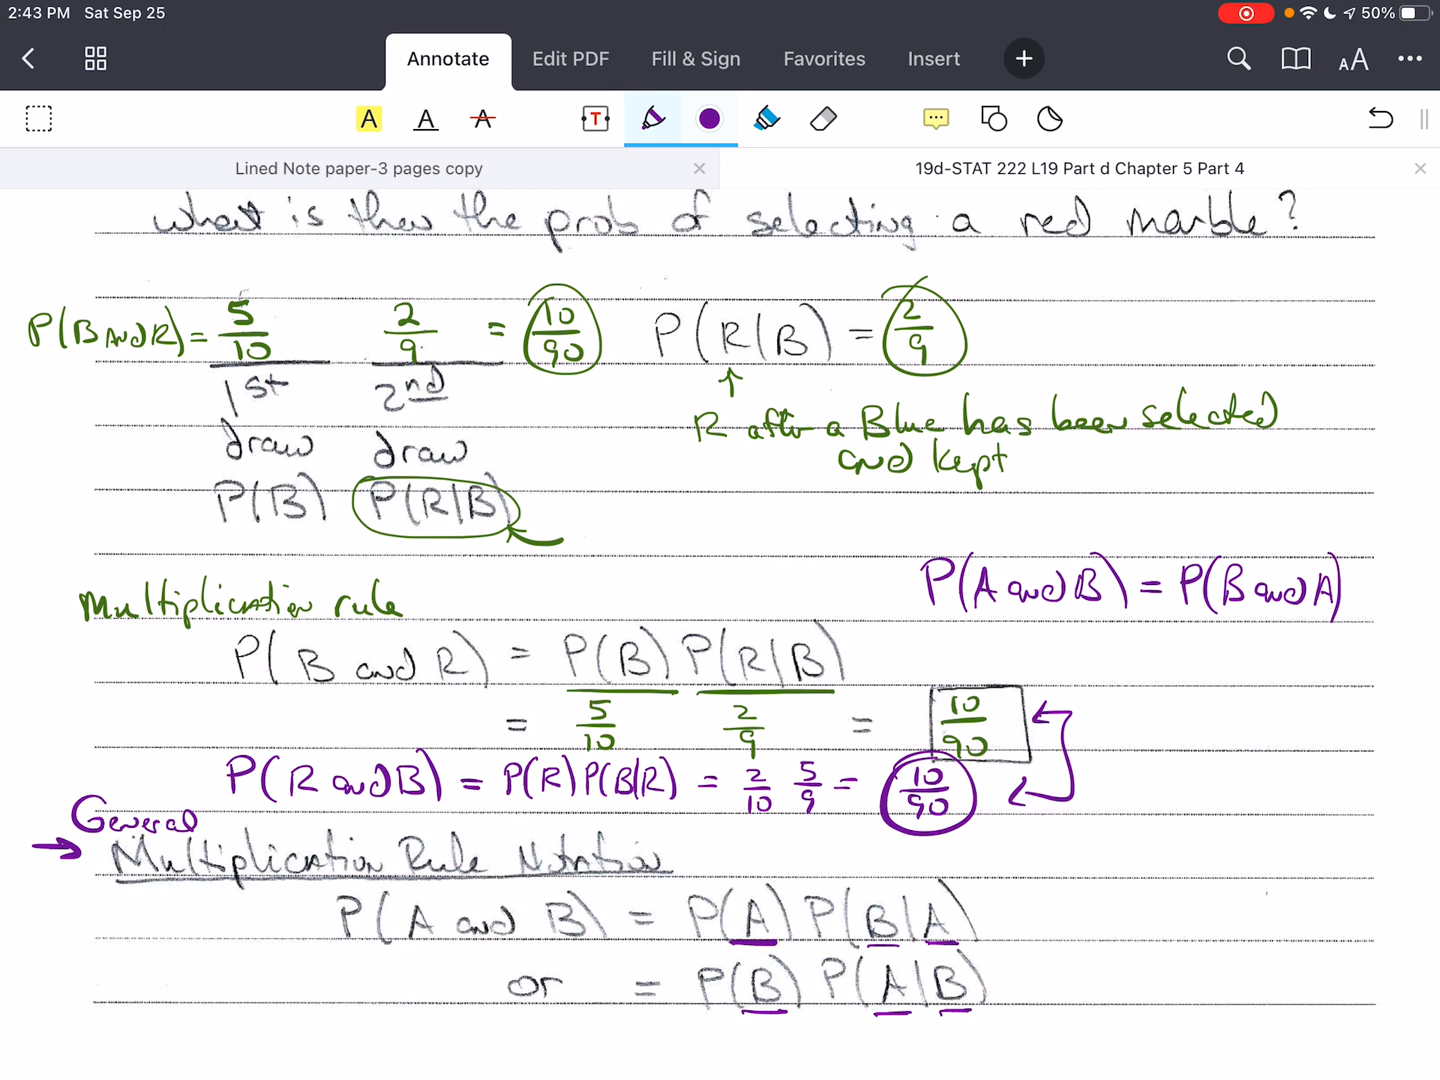 2:43 PM Sat Sep 25 50%
Annotate Edit PDF Fill & Sign Favorites Insert
Lined Note paper-3 pages copy 19d-STAT 222 L19 Part d Chapter 5 Part 4
what is then the prob of selecting a red marble?
P(B and R) = 5/10 2/9 = 10/90 P(R|B) = 2/9
1st 2nd
draw draw
R after a Blue has been selected
and kept
P(B) P(R|B)
P(A and B) = P(B and A)
Multiplication rule
P(B and R) = P(B) P(R|B)
= 5/10 2/9 = 10/90
P(R and B) = P(R) P(B|R) = 2/10 5/9 = 10/90
General
Multiplication Rule Notation
P(A and B) = P(A) P(B|A)
or = P(B) P(A|B)